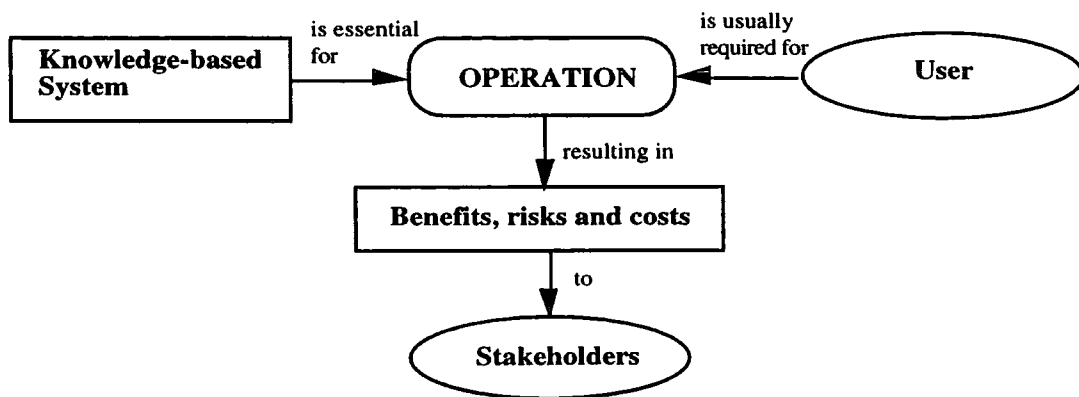 is essential
for
Knowledge-based
System
OPERATION
is usually
required for
User
resulting in
Benefits, risks and costs
to
Stakeholders